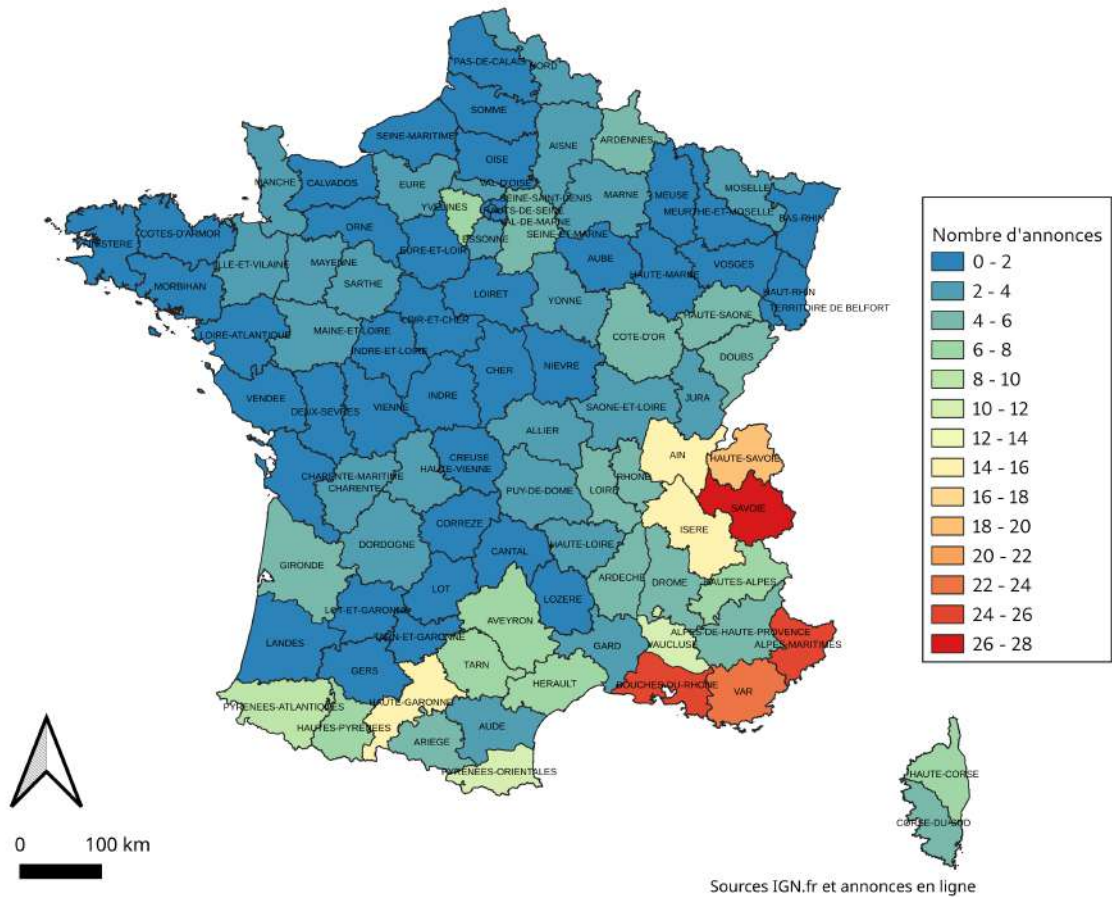 PAS-DE-CALAIS
NORD
SOMME
SEINE-MARITIME
OISE
AISNE
ARDENNES
MANCHE
CALVADOS
EURE
VAL-D'OISE
YVELINES
SEINE-SAINT-DENIS
HAUTS-DE-SEINE
VAL-DE-MARNE
ESSONNE
SEINE-ET-MARNE
MARNE
MEUSE
MOSELLE
MEURTHE-ET-MOSELLE
BAS-RHIN
FINISTERE
COTES-D'ARMOR
ORNE
EURE-ET-LOIR
AUBE
HAUTE-MARNE
VOSGES
HAUT-RHIN
TERRITOIRE DE BELFORT
MORBIHAN
ILLE-ET-VILAINE
MAYENNE
SARTHE
LOIRET
YONNE
HAUTE-SAONE
COTE-D'OR
DOUBS
LOIRE-ATLANTIQUE
MAINE-ET-LOIRE
LOIR-ET-CHER
INDRE-ET-LOIRE
CHER
NIEVRE
VENDEE
DEUX-SEVRES
VIENNE
INDRE
SAONE-ET-LOIRE
JURA
ALLIER
CREUSE
HAUTE-VIENNE
CHARENTE-MARITIME
CHARENTE
PUY-DE-DOME
LOIRE
RHONE
AIN
HAUTE-SAVOIE
SAVOIE
ISERE
CORREZE
DORDOGNE
GIRONDE
CANTAL
HAUTE-LOIRE
ARDECHE
DROME
HAUTES-ALPES
LOT
LOT-ET-GARONNE
LOZERE
AVEYRON
TARN-ET-GARONNE
LANDES
GERS
TARN
GARD
VAUCLUSE
ALPES-DE-HAUTE-PROVENCE
ALPES-MARITIMES
HERAULT
BOUCHES-DU-RHONE
VAR
PYRENEES-ATLANTIQUES
HAUTES-PYRENEES
HAUTE-GARONNE
ARIEGE
AUDE
PYRENEES-ORIENTALES
HAUTE-CORSE
CORSE-DU-SUD
Nombre d'annonces
0 - 2
2 - 4
4 - 6
6 - 8
8 - 10
10 - 12
12 - 14
14 - 16
16 - 18
18 - 20
20 - 22
22 - 24
24 - 26
26 - 28
0 100 km
Sources IGN.fr et annonces en ligne